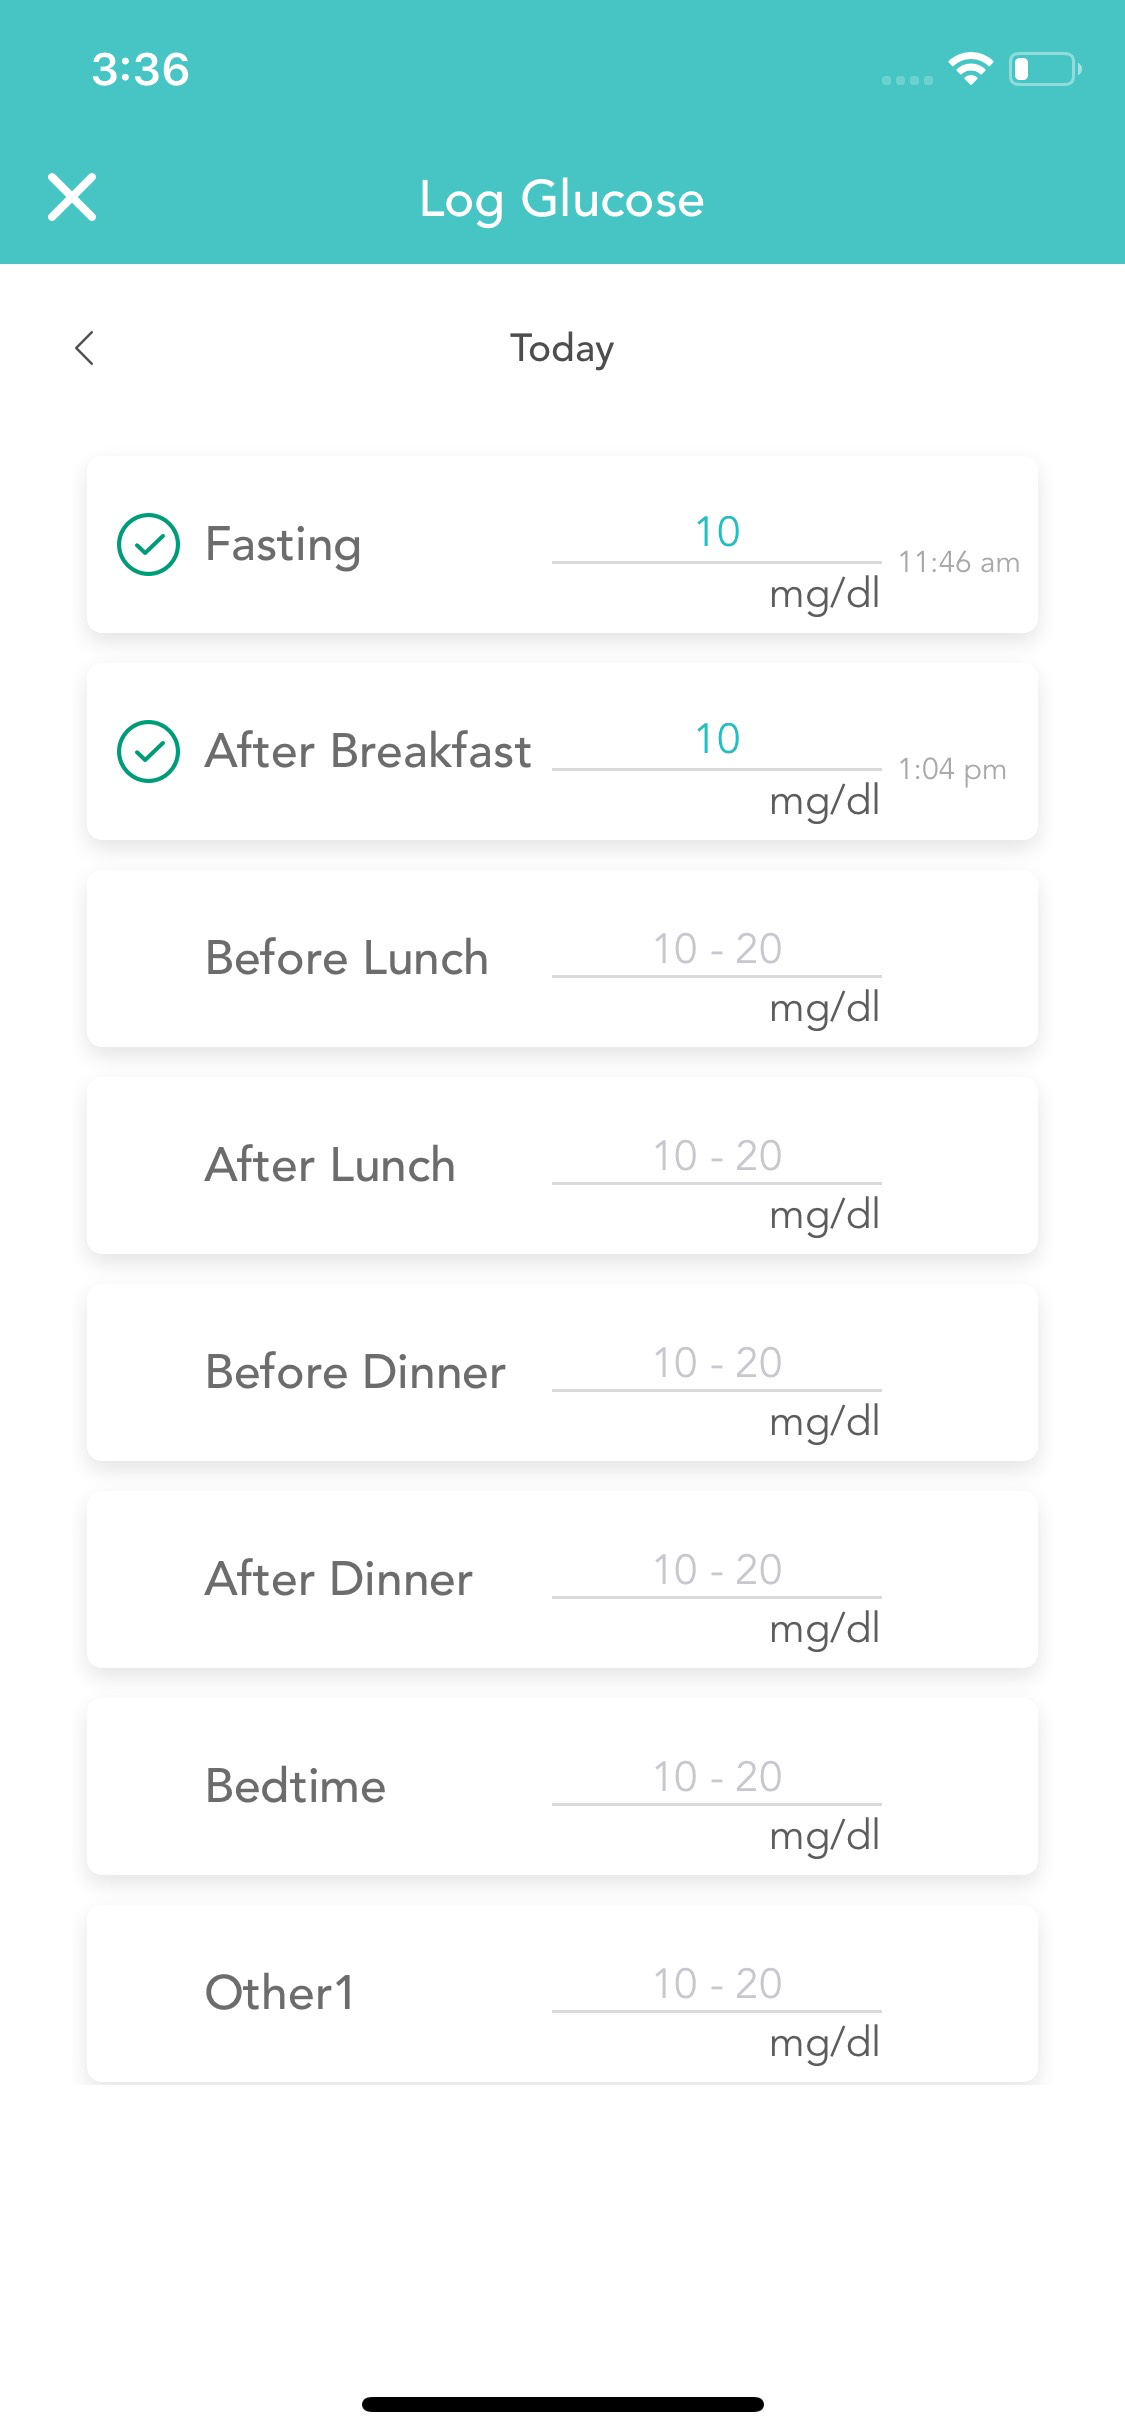 3:36
Log Glucose
Today
Fasting 10 11:46 am
mg/dl
After Breakfast 10 1:04 pm
mg/dl
Before Lunch 10 - 20
mg/dl
After Lunch 10 - 20
mg/dl
Before Dinner 10 - 20
mg/dl
After Dinner 10 - 20
mg/dl
Bedtime 10 - 20
mg/dl
Other1 10 - 20
mg/dl